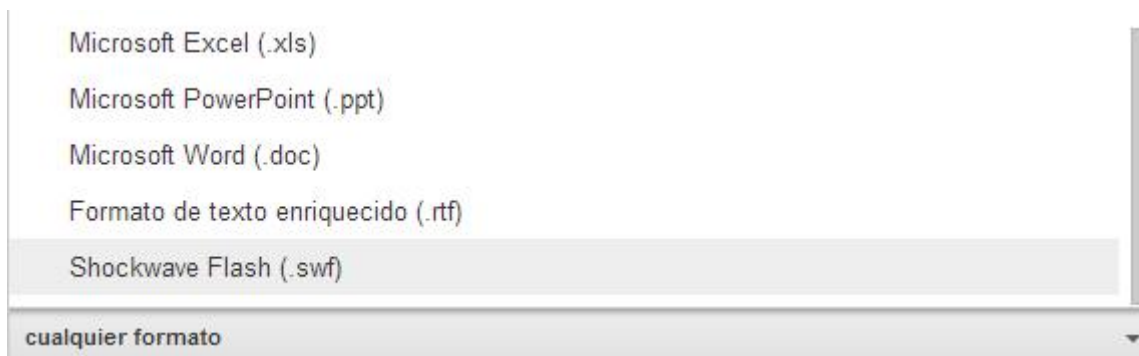 Microsoft Excel (.xls)
Microsoft PowerPoint (.ppt)
Microsoft Word (.doc)
Formato de texto enriquecido (.rtf)
Shockwave Flash (.swf)
cualquier formato